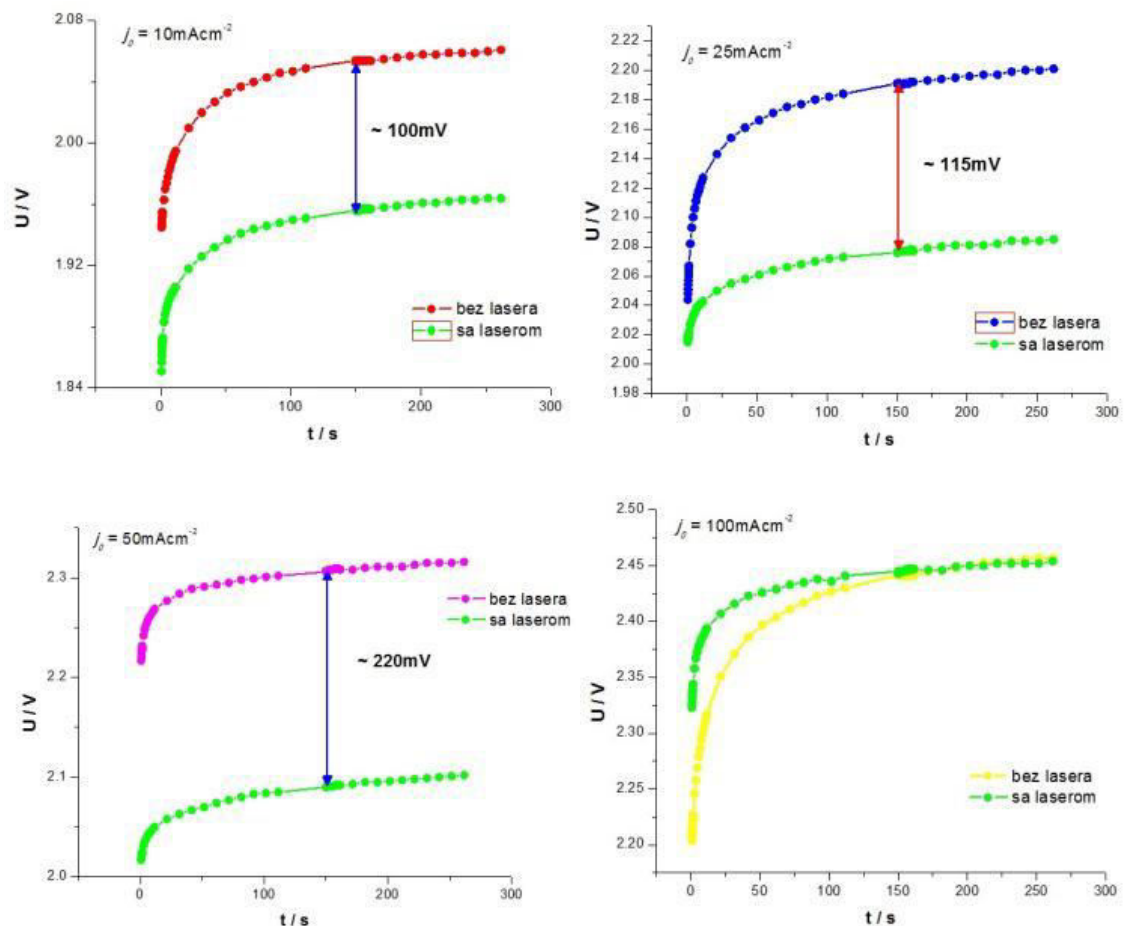 j₀ = 10mAcm⁻²
2.08
2.00
1.92
1.84
U / V
~ 100mV
bez lasera
sa laserom
0
100
200
300
t / s
j₀ = 25mAcm⁻²
2.22
2.20
2.18
2.16
2.14
2.12
2.10
2.08
2.06
2.04
2.02
2.00
1.98
U / V
~ 115mV
bez lasera
sa laserom
0
50
100
150
200
250
300
t / s
j₀ = 50mAcm⁻²
2.3
2.2
2.1
2.0
U / V
bez lasera
sa laserom
~ 220mV
0
100
200
300
t / s
j₀ = 100mAcm⁻²
2.50
2.45
2.40
2.35
2.30
2.25
2.20
U / V
bez lasera
sa laserom
0
50
100
150
200
250
300
t / s